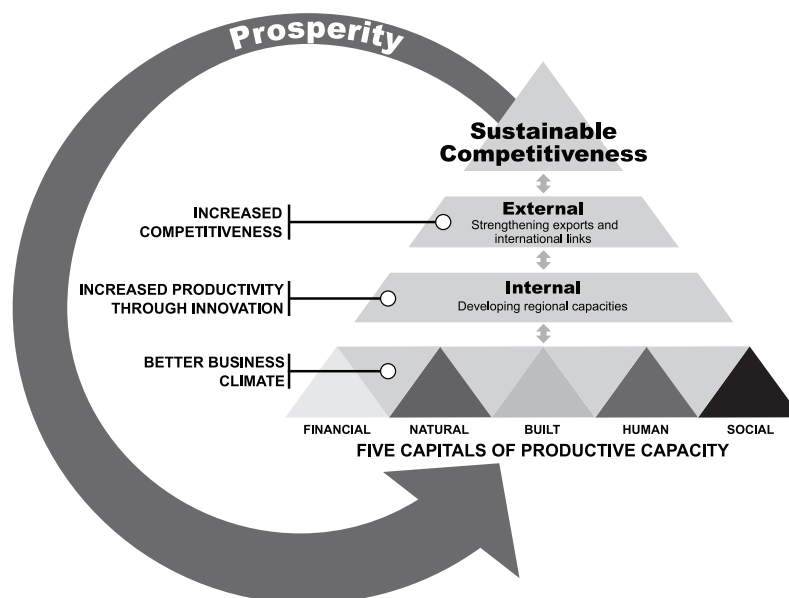 Prosperity
Sustainable
Competitiveness
INCREASED
COMPETITIVENESS
External
Strengthening exports and
international links
INCREASED PRODUCTIVITY
THROUGH INNOVATION
Internal
Developing regional capacities
BETTER BUSINESS
CLIMATE
FINANCIAL NATURAL BUILT HUMAN SOCIAL
FIVE CAPITALS OF PRODUCTIVE CAPACITY